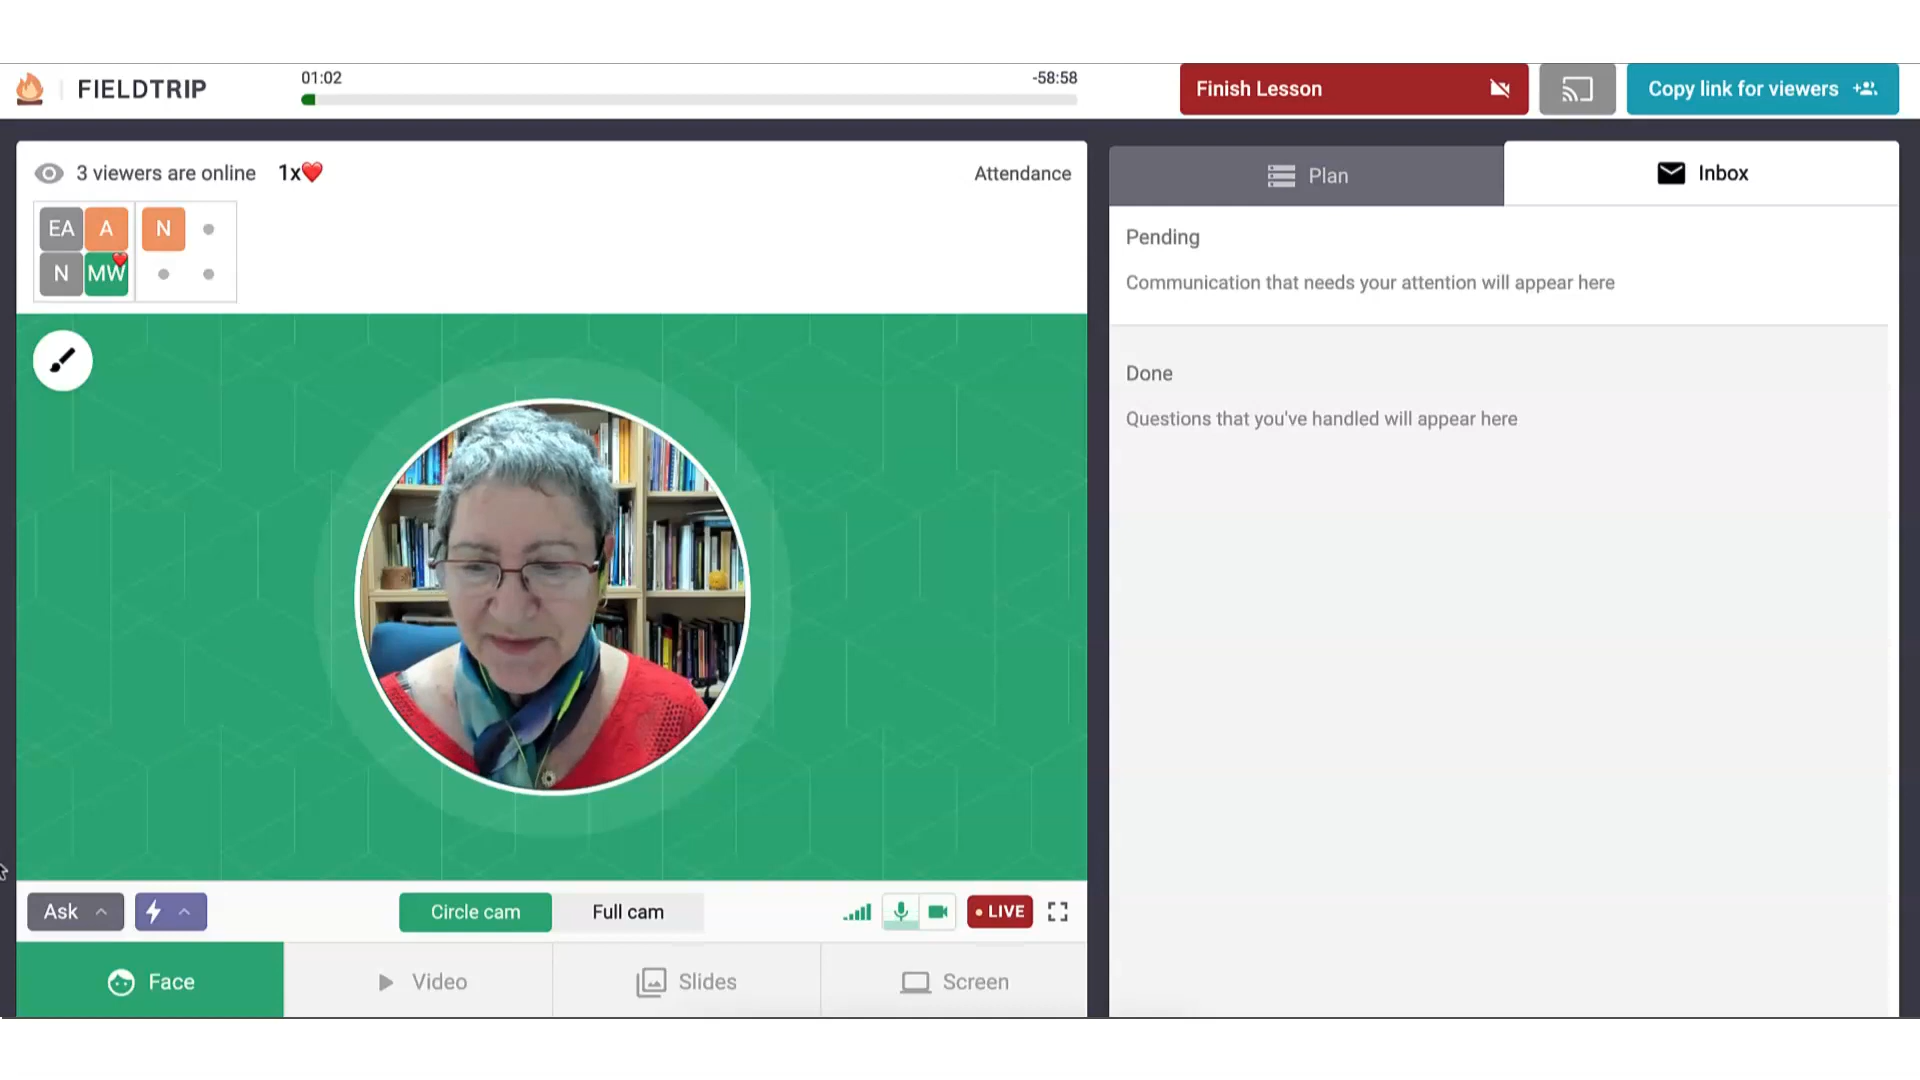 FIELDTRIP
01:02
-58:58
Finish Lesson
Copy link for viewers
3 viewers are online 1x❤️
Attendance
EA A N
N MW
Plan
Inbox
Pending
Communication that needs your attention will appear here
Done
Questions that you've handled will appear here
Ask
Circle cam
Full cam
LIVE
Face
Video
Slides
Screen